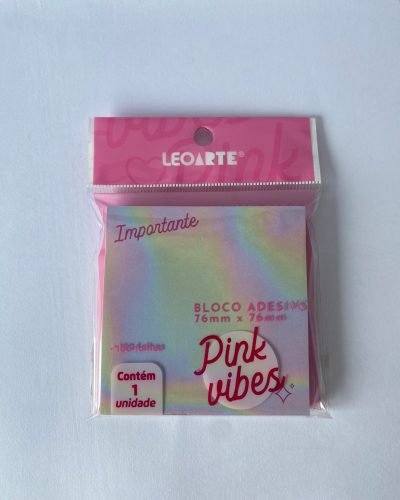 LEOARTE®
Importante
BLOCO ADESIVO
76mm x 76mm
Contém
1
unidade
Pink
vibes